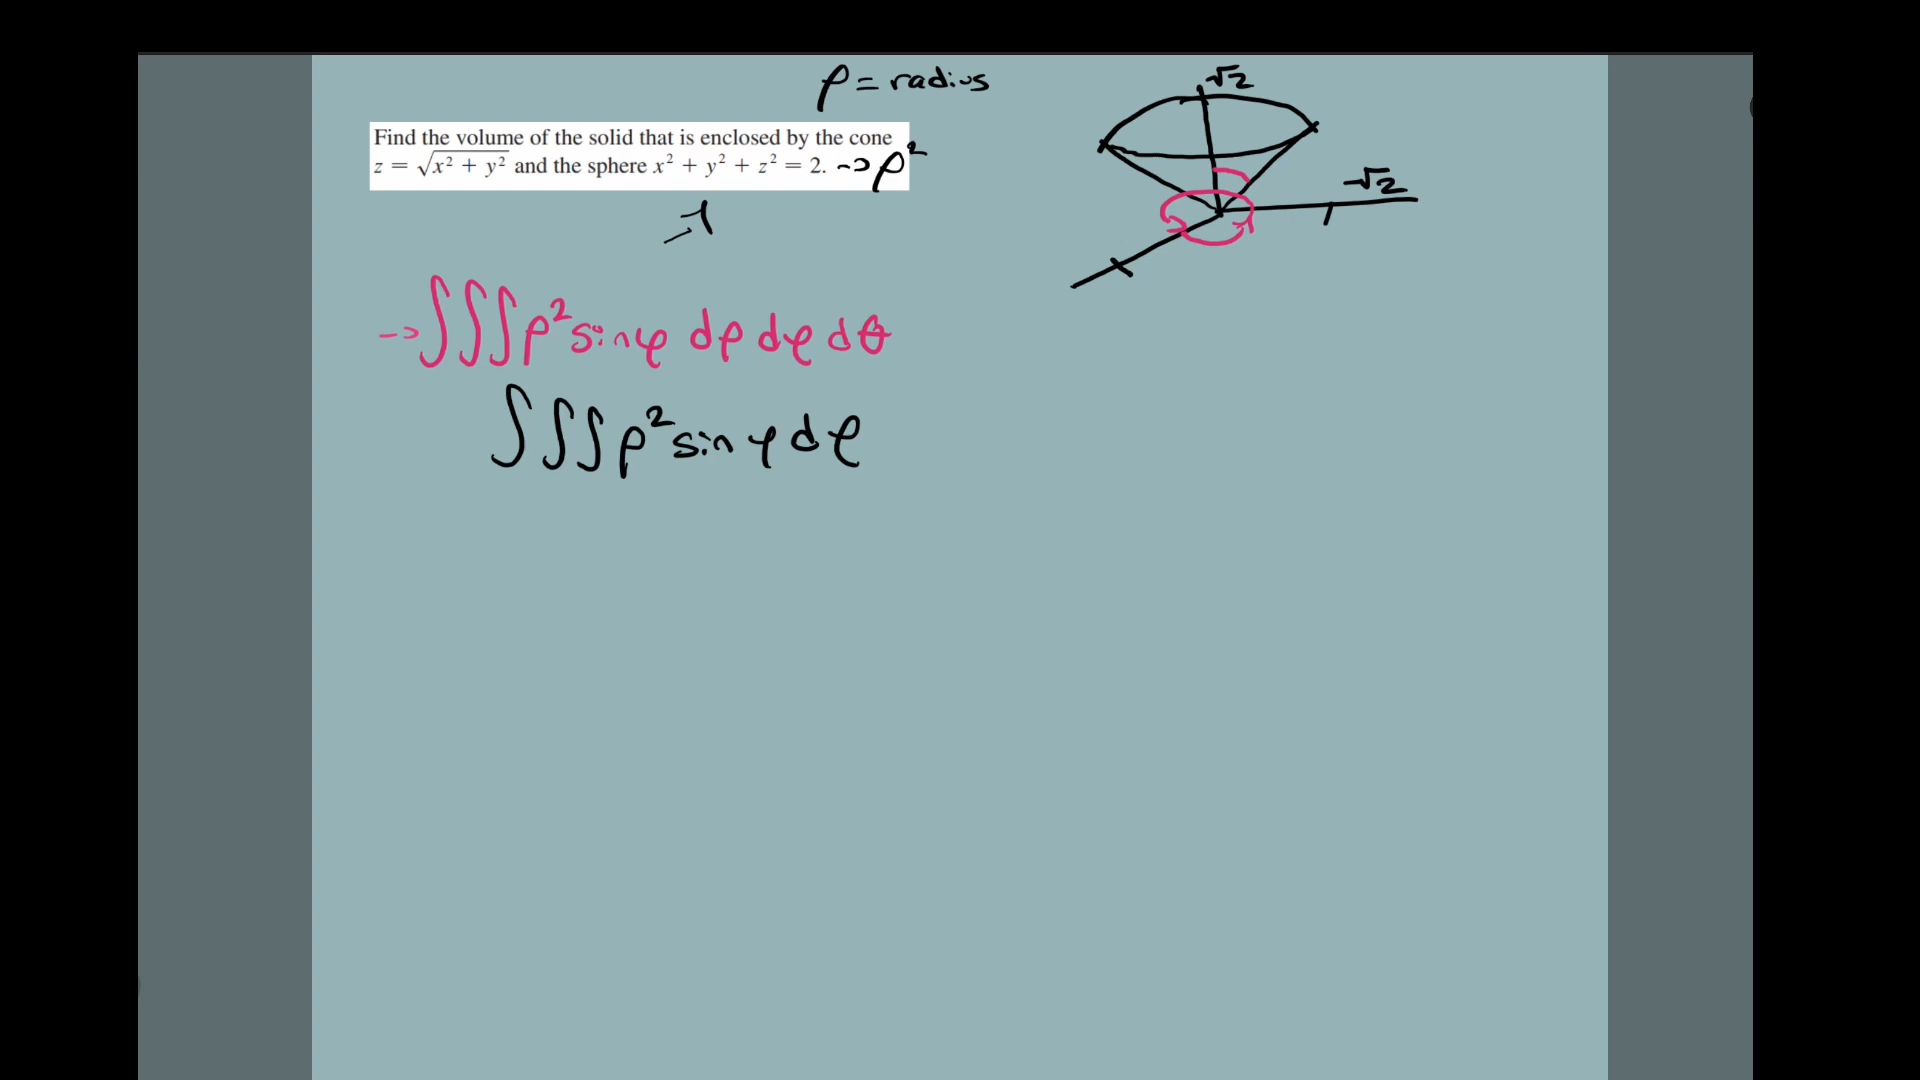 ρ = radius
Find the volume of the solid that is enclosed by the cone
z = √x² + y² and the sphere x² + y² + z² = 2. -> ρ²
√2
√2
-> ∫∫∫ρ² sinφ dρ dφ dθ
∫∫∫ρ² sin φ dρ